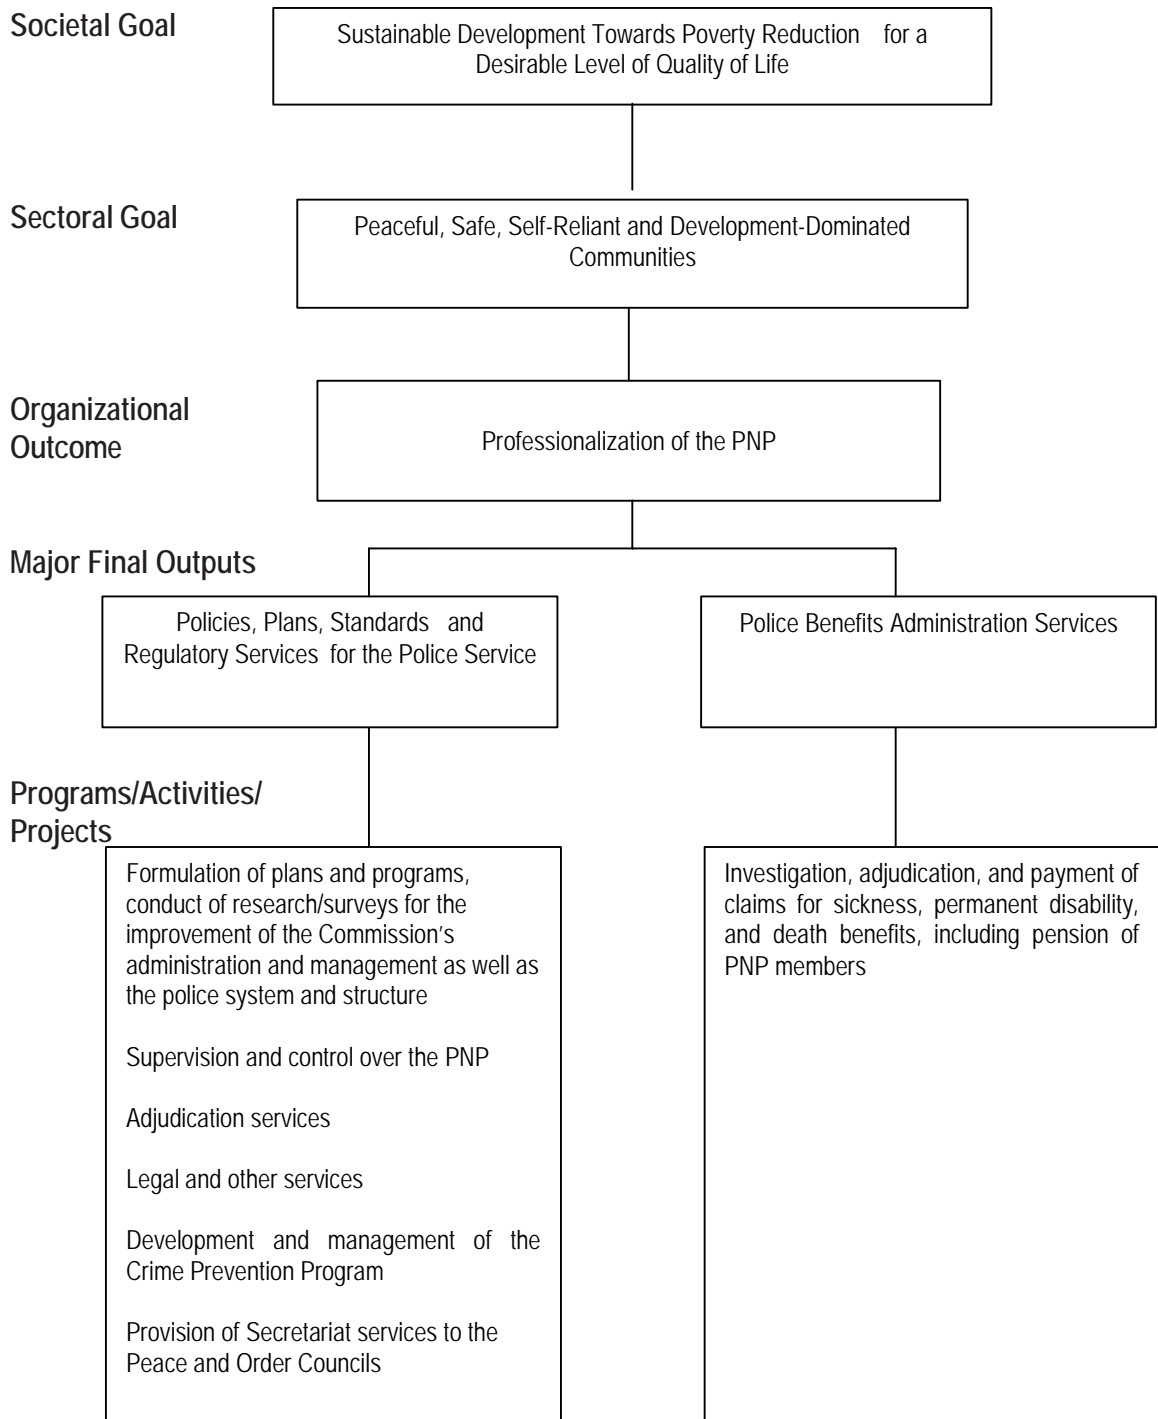 Societal Goal
Sustainable Development Towards Poverty Reduction for a
Desirable Level of Quality of Life
Sectoral Goal
Peaceful, Safe, Self-Reliant and Development-Dominated
Communities
Organizational
Outcome
Professionalization of the PNP
Major Final Outputs
Policies, Plans, Standards and
Regulatory Services for the Police Service
Police Benefits Administration Services
Programs/Activities/
Projects
Formulation of plans and programs,
conduct of research/surveys for the
improvement of the Commission's
administration and management as well as
the police system and structure
Supervision and control over the PNP
Adjudication services
Legal and other services
Development and management of the
Crime Prevention Program
Provision of Secretariat services to the
Peace and Order Councils
Investigation, adjudication, and payment of
claims for sickness, permanent disability,
and death benefits, including pension of
PNP members